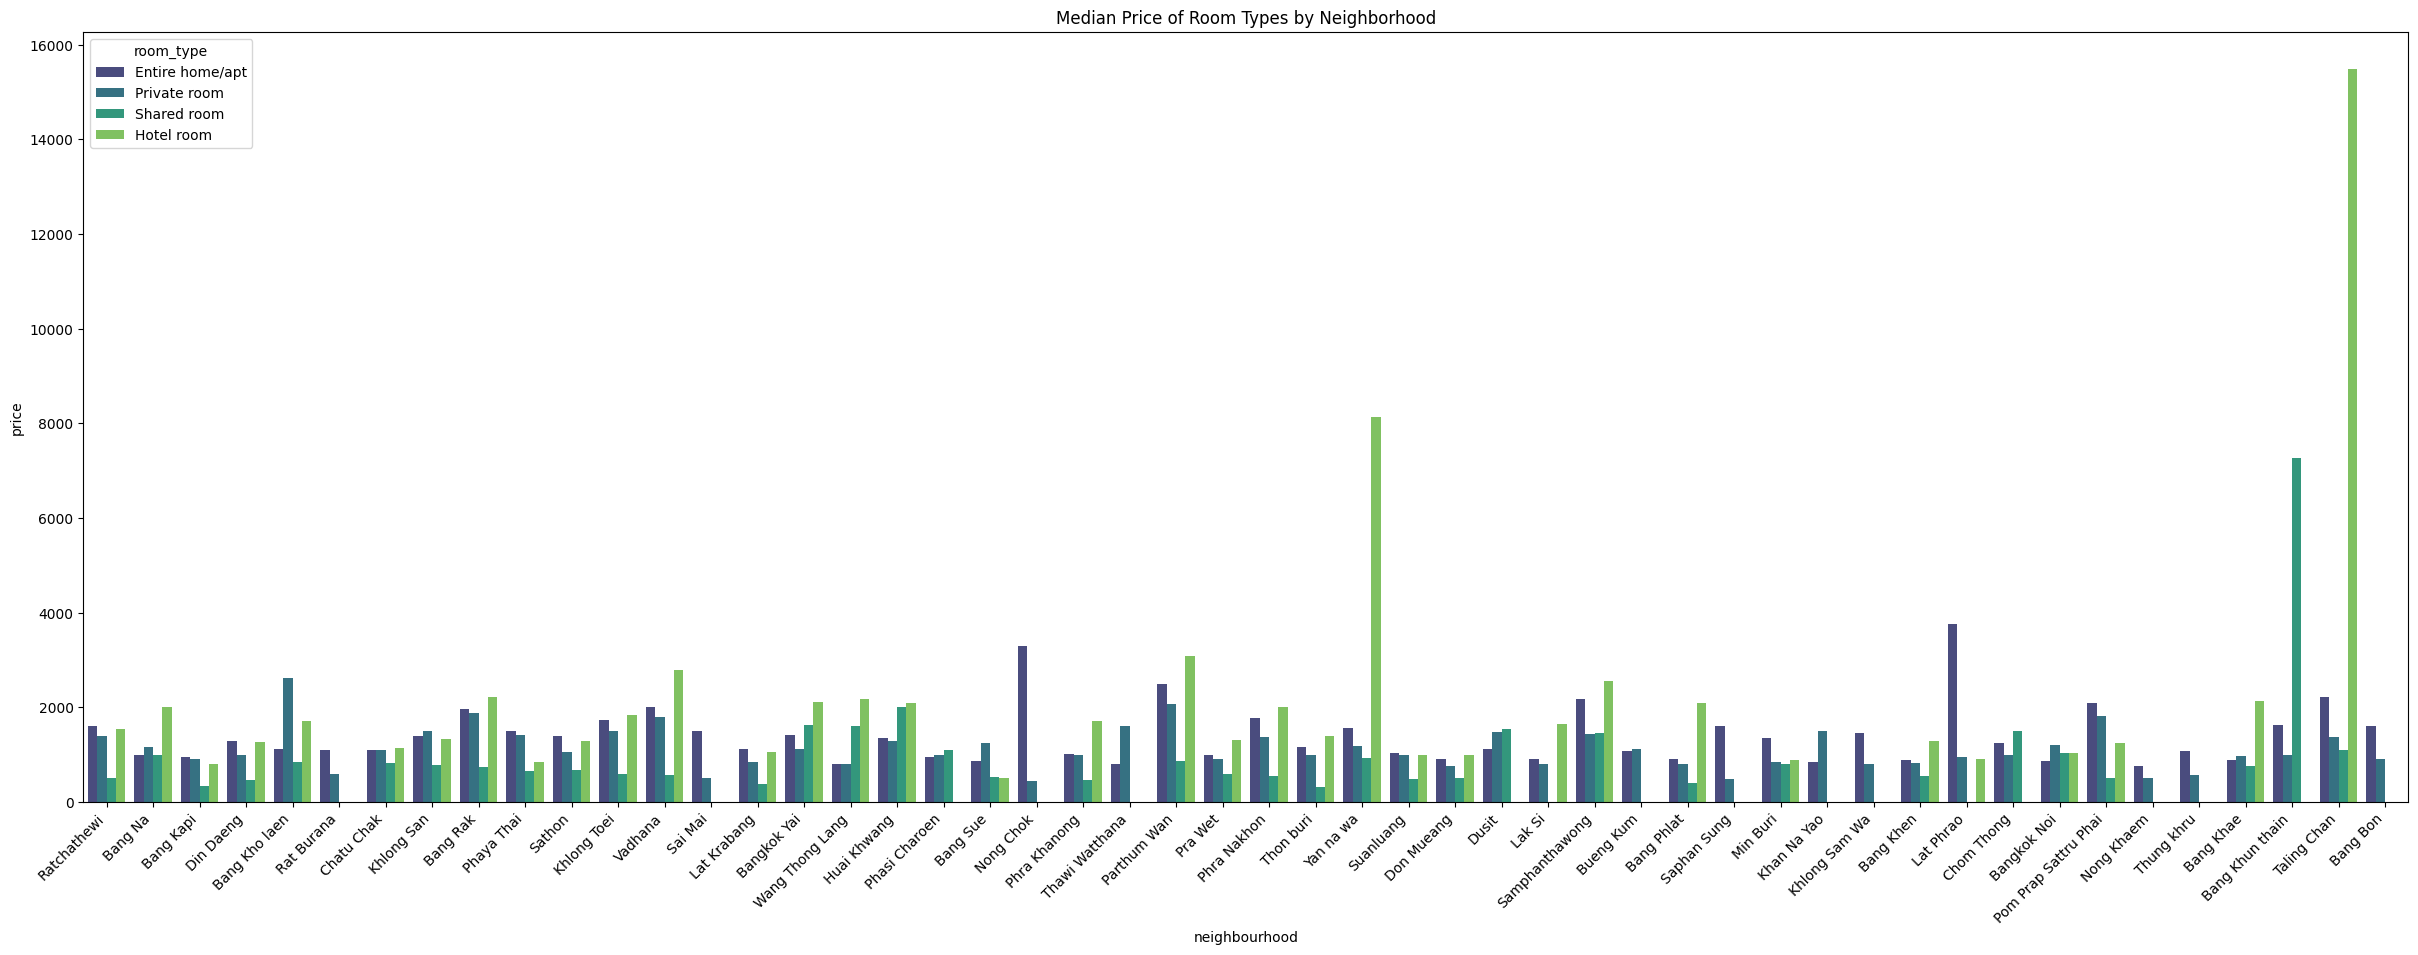 Median Price of Room Types by Neighborhood
room_type
Entire home/apt
Private room
Shared room
Hotel room
16000
14000
12000
10000
8000
6000
4000
2000
0
price
Ratchathewi
Bang Na
Bang Kapi
Din Daeng
Bang Kho laen
Rat Burana
Chatu Chak
Khlong San
Bang Rak
Phaya Thai
Sathon
Khlong Toei
Vadhana
Sai Mai
Lat Krabang
Bangkok Yai
Wang Thong Lang
Huai Khwang
Phasi Charoen
Bang Sue
Nong Chok
Phra Khanong
Thawi Watthana
Parthum Wan
Pra Wet
Phra Nakhon
Thon buri
Yan na wa
Suanluang
Don Mueang
Dusit
Lak Si
Samphanthawong
Bueng Kum
Bang Phlat
Saphan Sung
Min Buri
Khan Na Yao
Khlong Sam Wa
Bang Khen
Lat Phrao
Chom Thong
Bangkok Noi
Pom Prap Sattru Phai
Nong Khaem
Thung khru
Bang Khae
Bang Khun thain
Taling Chan
Bang Bon
neighbourhood